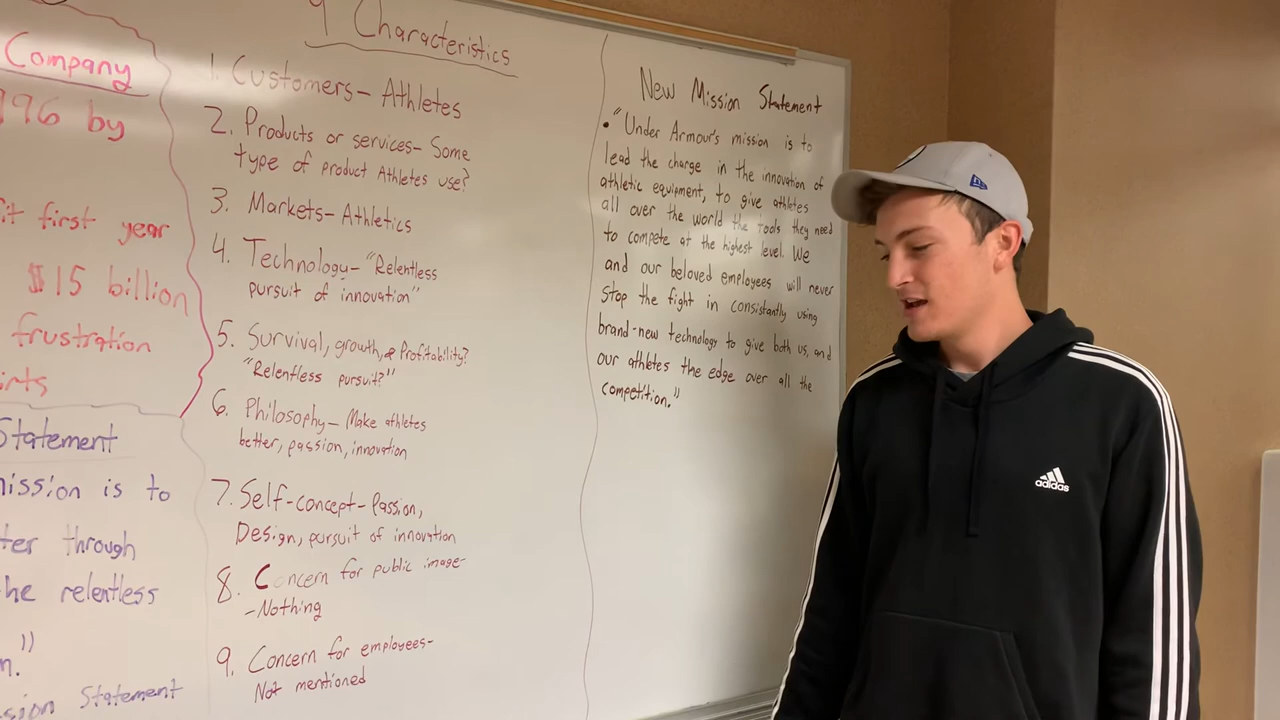 Company
996 by
fit first year
$15 billion
frustration
irts
Statement
mission is to
ter through
he relentless
n."
sion Statement
9 Characteristics
1. Customers- Athletes
2. Products or services- Some
type of product Athletes use?
3. Markets- Athletics
4. Technology- "Relentless
pursuit of innovation"
5. Survival, growth, & Profitability?
"Relentless pursuit?"
6. Philosophy- Make athletes
better, passion, innovation
7. Self-concept- Passion,
Design, pursuit of innovation
8. Concern for public image-
-Nothing
9. Concern for employees-
Not mentioned
New Mission Statement
• "Under Armour's mission is to
lead the charge in the innovation of
athletic equipment, to give athletes
all over the world the tools they need
to compete at the highest level. We
and our beloved employees will never
stop the fight in consistantly using
brand-new technology to give both us, and
our athletes the edge over all the
competition."
adidas